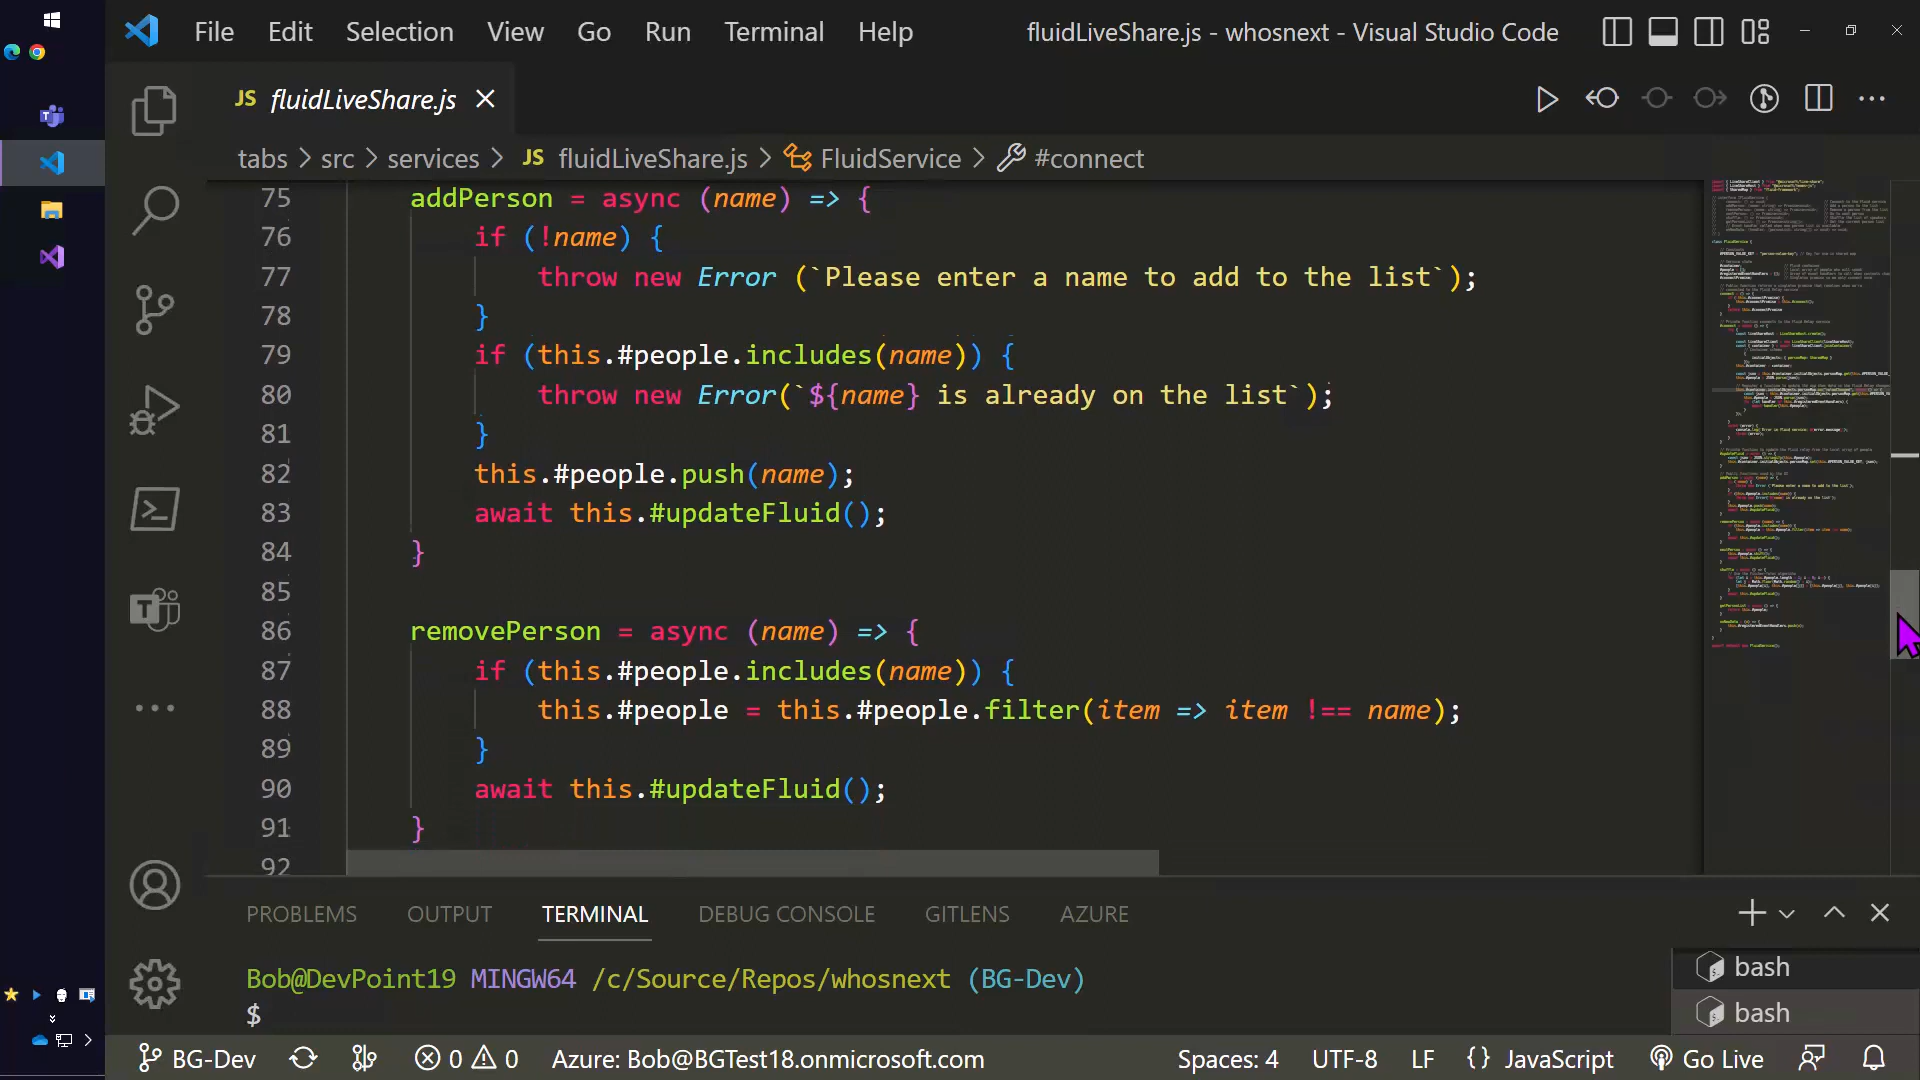 File Edit Selection View Go Run Terminal Help fluidLiveShare.js - whosnext - Visual Studio Code
JS fluidLiveShare.js
tabs > src > services > JS fluidLiveShare.js > FluidService > #connect
75 addPerson = async (name) => {
76 if (!name) {
77 throw new Error (`Please enter a name to add to the list`);
78 }
79 if (this.#people.includes(name)) {
80 throw new Error(`${name} is already on the list`);
81 }
82 this.#people.push(name);
83 await this.#updateFluid();
84 }
85
86 removePerson = async (name) => {
87 if (this.#people.includes(name)) {
88 this.#people = this.#people.filter(item => item !== name);
89 }
90 await this.#updateFluid();
91 }
92
PROBLEMS OUTPUT TERMINAL DEBUG CONSOLE GITLENS AZURE
Bob@DevPoint19 MINGW64 /c/Source/Repos/whosnext (BG-Dev)
$
bash
bash
BG-Dev 0 0 Azure: Bob@BGTest18.onmicrosoft.com Spaces: 4 UTF-8 LF {} JavaScript Go Live